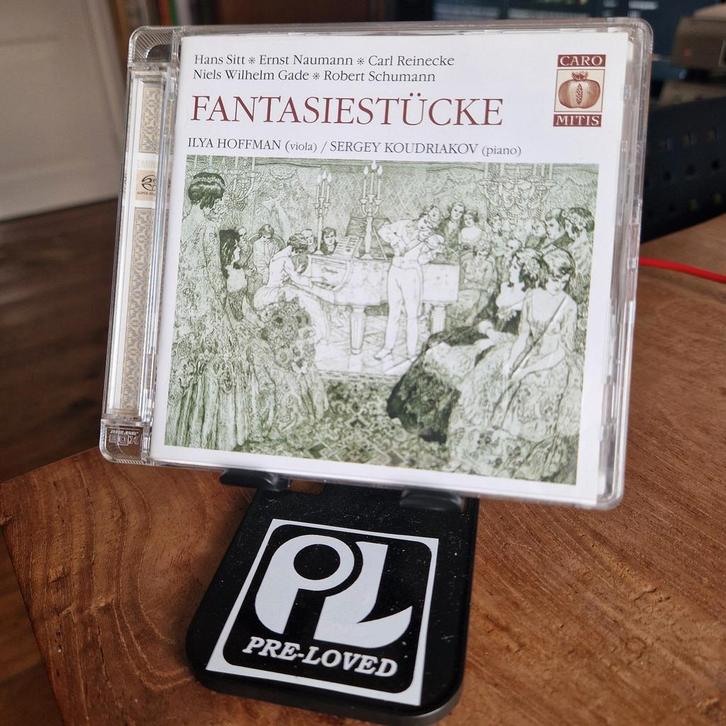 Hans Sitt * Ernst Naumann * Carl Reinecke
Niels Wilhelm Gade * Robert Schumann
FANTASIESTÜCKE
ILYA HOFFMAN (viola) / SERGEY KOUDRIAKOV (piano)
CARO
MITIS
PL
PRE-LOVED